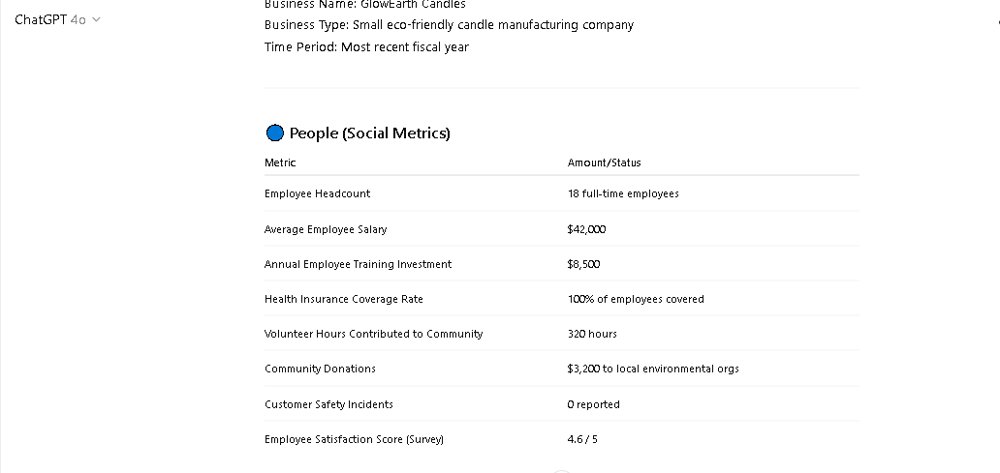 ChatGPT 4o
Business Name: GlowEarth Candles
Business Type: Small eco-friendly candle manufacturing company
Time Period: Most recent fiscal year
People (Social Metrics)
Metric Amount/Status
Employee Headcount 18 full-time employees
Average Employee Salary $42,000
Annual Employee Training Investment $8,500
Health Insurance Coverage Rate 100% of employees covered
Volunteer Hours Contributed to Community 320 hours
Community Donations $3,200 to local environmental orgs
Customer Safety Incidents 0 reported
Employee Satisfaction Score (Survey) 4.6 / 5